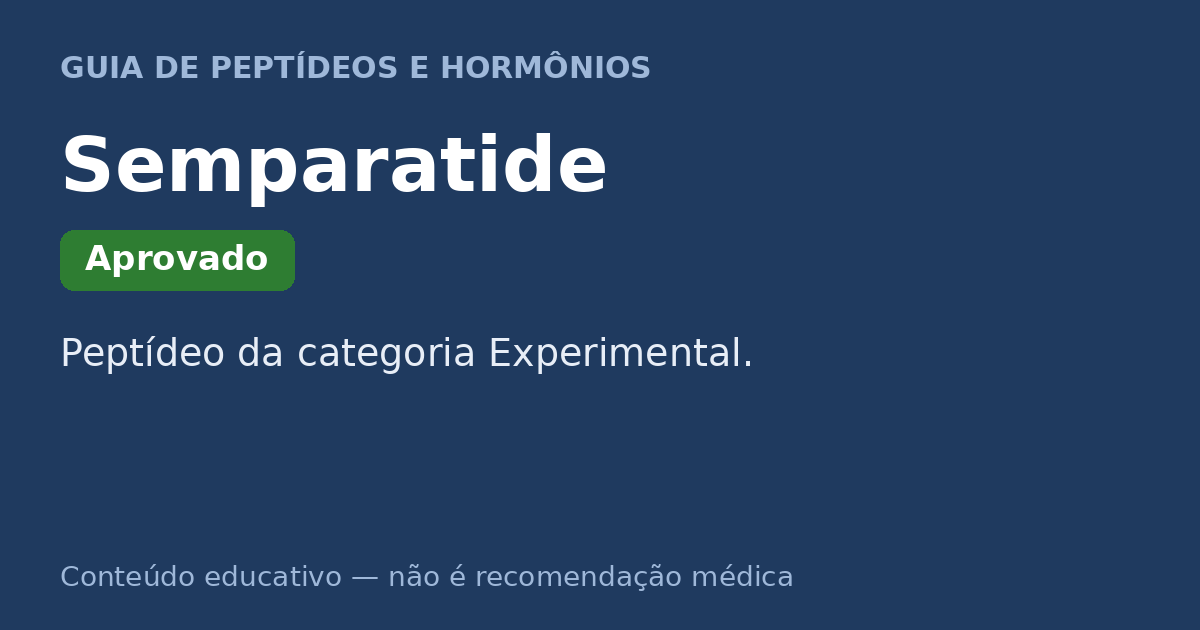 GUIA DE PEPTÍDEOS E HORMÔNIOS
Semparatide
Aprovado
Peptídeo da categoria Experimental.
Conteúdo educativo — não é recomendação médica